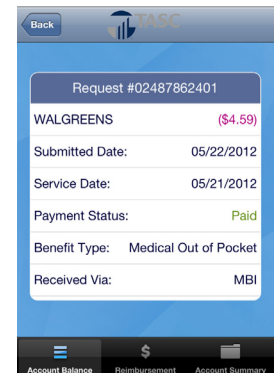 Back
TASC
Request #02487862401
WALGREENS ($4.59)
Submitted Date: 05/22/2012
Service Date: 05/21/2012
Payment Status: Paid
Benefit Type: Medical Out of Pocket
Received Via: MBI
Account Balance Reimbursement Account Summary